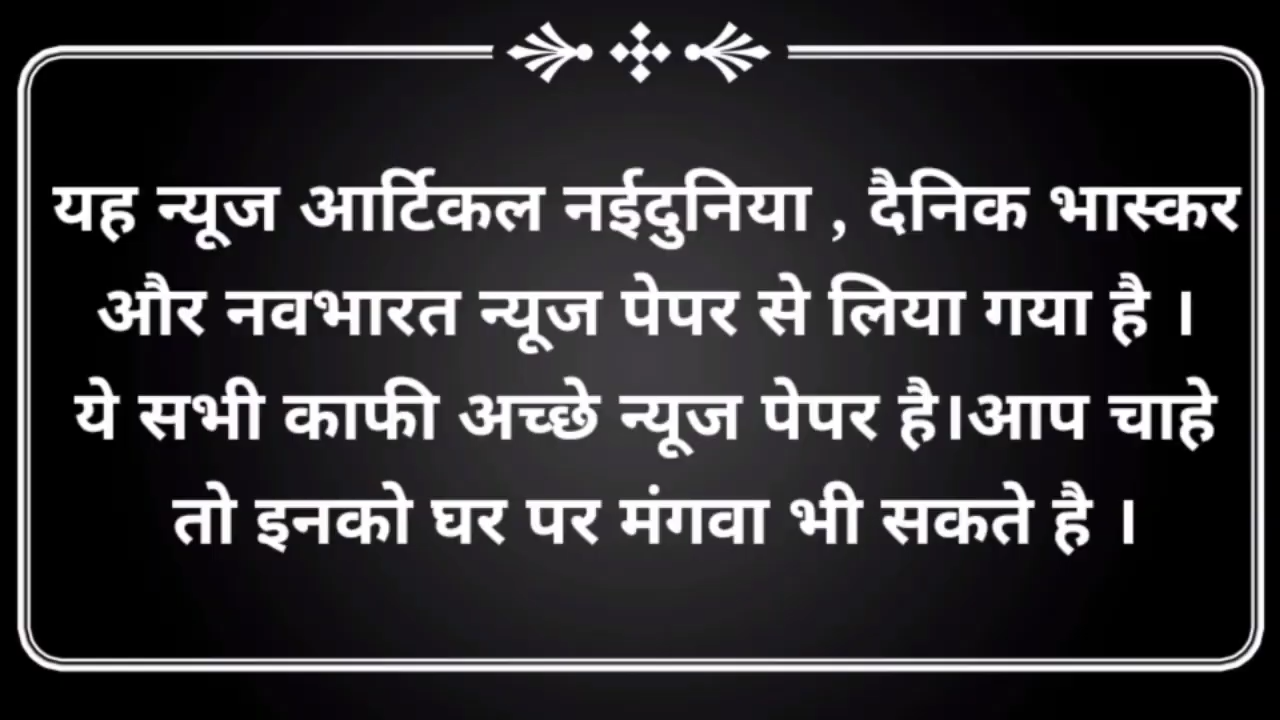 यह न्यूज आर्टिकल नईदुनिया , दैनिक भास्कर
और नवभारत न्यूज पेपर से लिया गया है ।
ये सभी काफी अच्छे न्यूज पेपर है।आप चाहे
तो इनको घर पर मंगवा भी सकते है ।